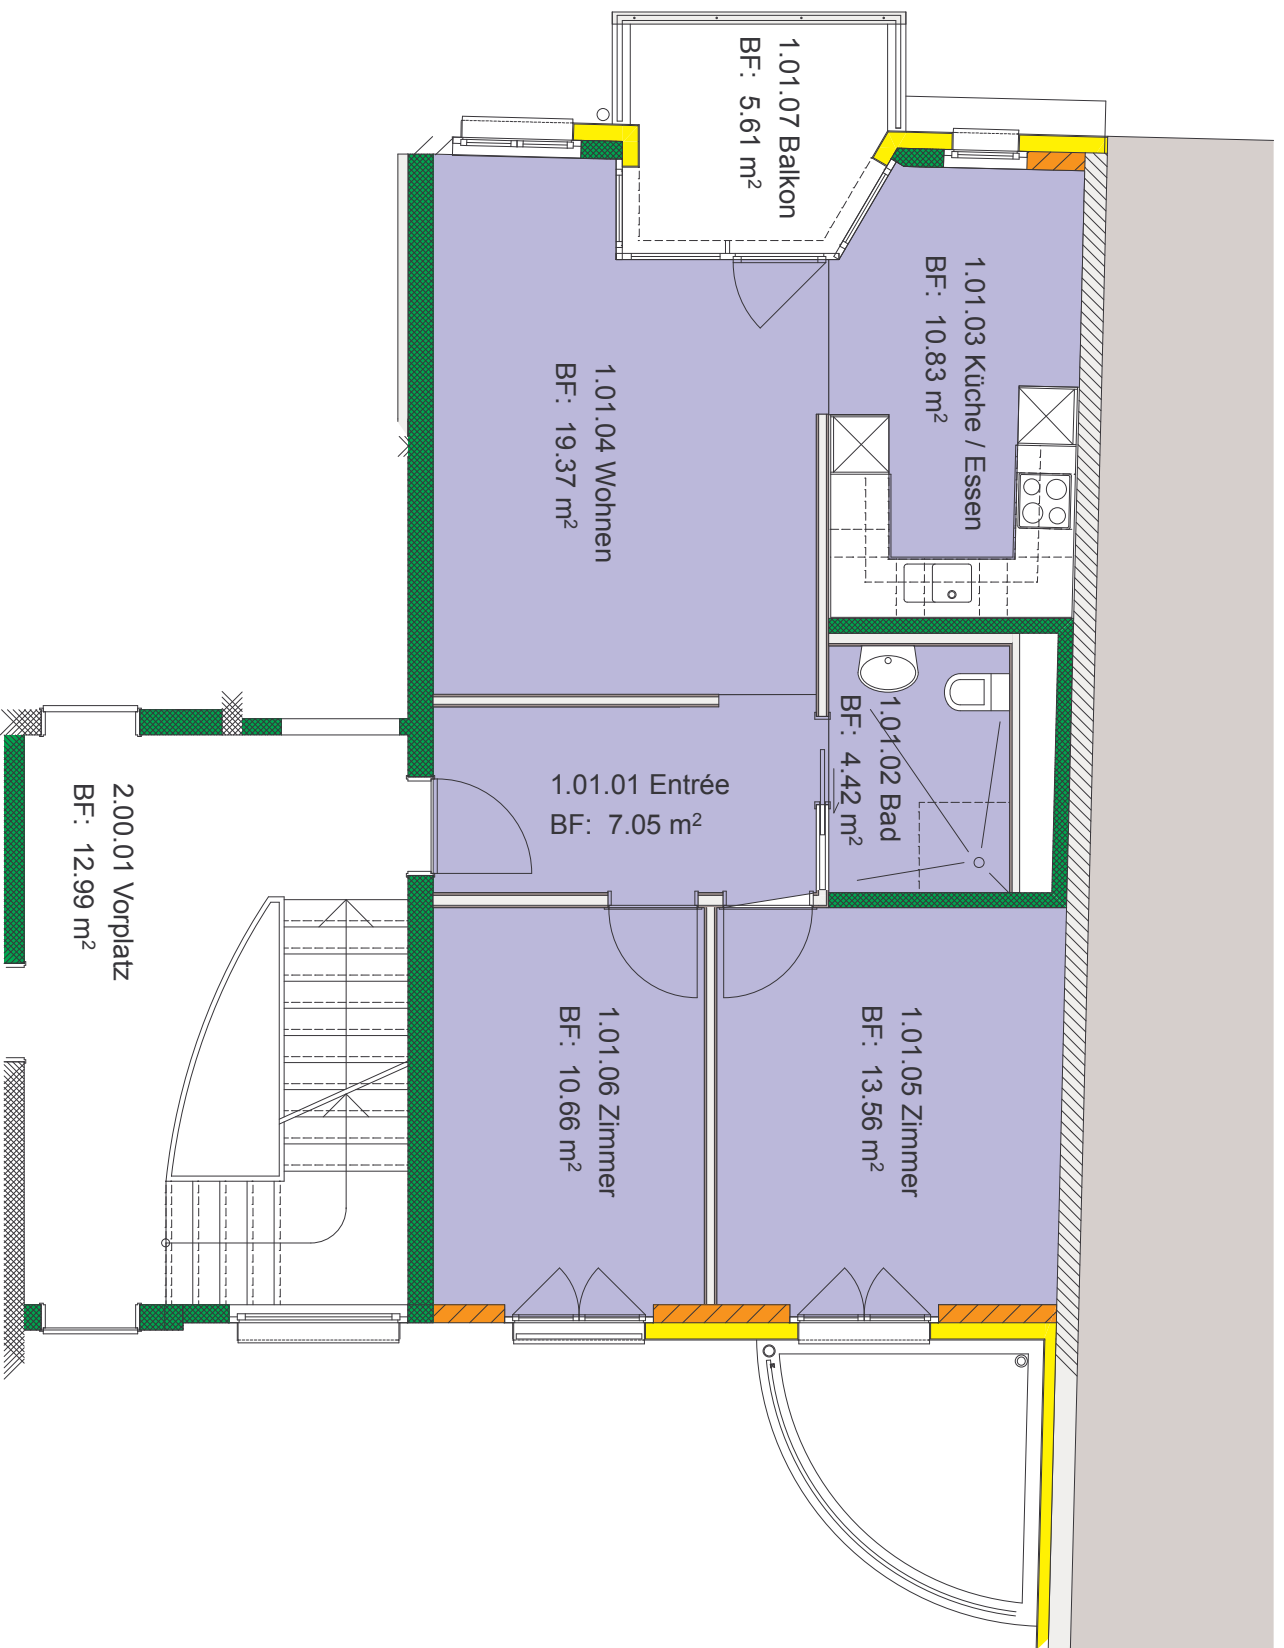 1.01.07 Balkon
BF: 5.61 m²
1.01.03 Küche / Essen
BF: 10.83 m²
1.01.04 Wohnen
BF: 19.37 m²
1.01.02 Bad
BF: 4.42 m²
1.01.01 Entrée
BF: 7.05 m²
2.00.01 Vorplatz
BF: 12.99 m²
1.01.06 Zimmer
BF: 10.66 m²
1.01.05 Zimmer
BF: 13.56 m²